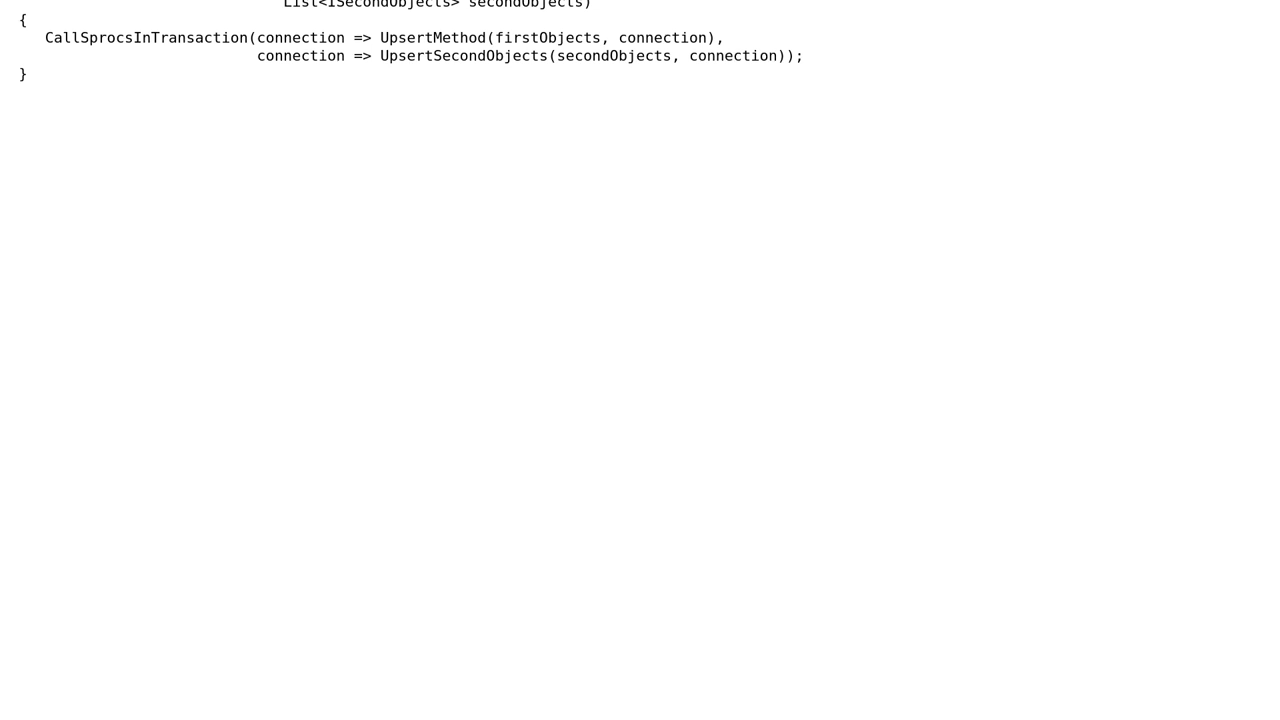 List<ISecondObjects> secondObjects)
{
   CallSprocsInTransaction(connection => UpsertMethod(firstObjects, connection),
                           connection => UpsertSecondObjects(secondObjects, connection));
}